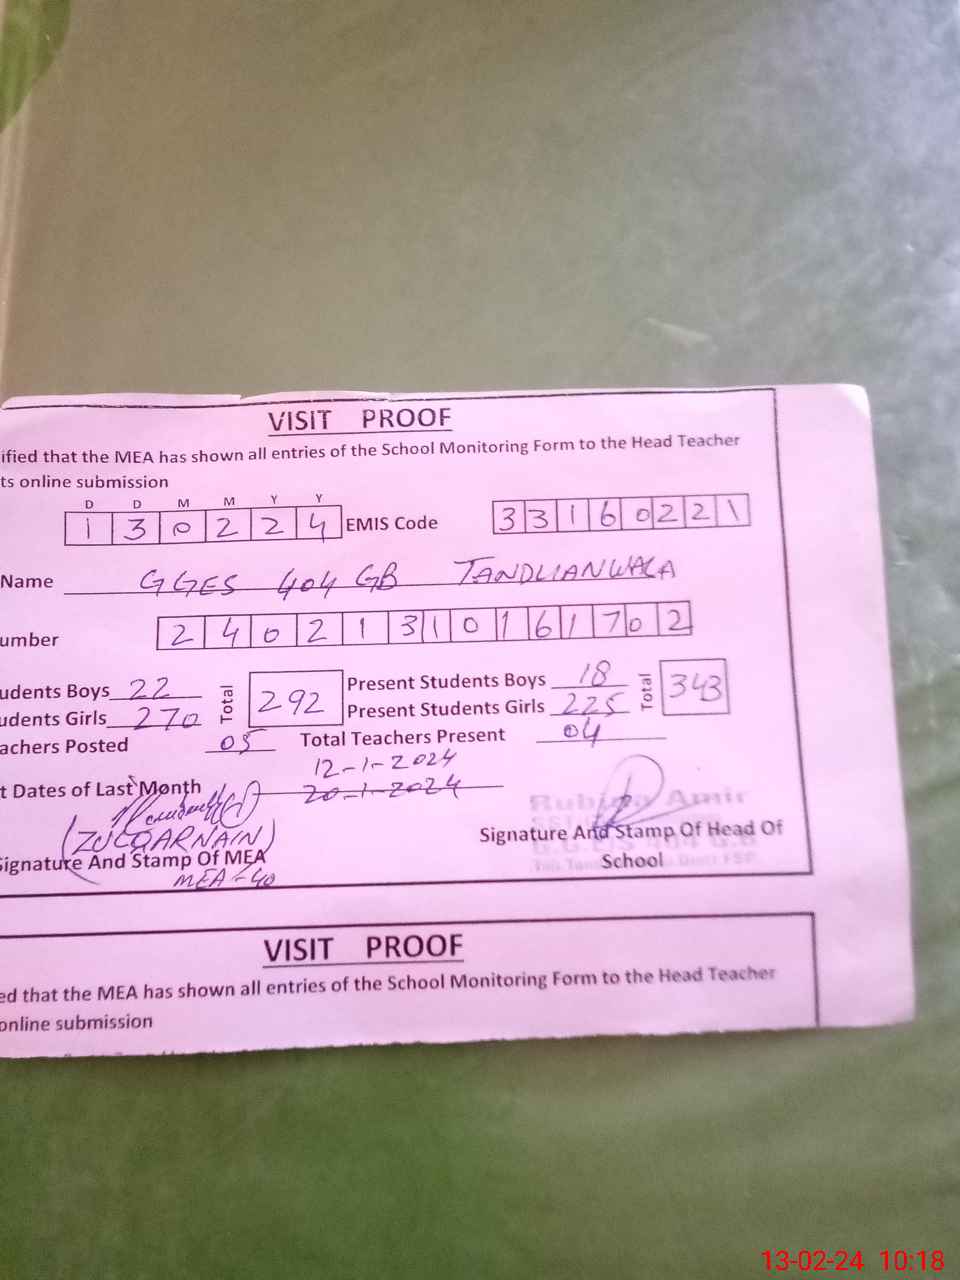 VISIT PROOF
ified that the MEA has shown all entries of the School Monitoring Form to the Head Teacher
ts online submission
D D M M Y Y
1 3 0 2 2 4 EMIS Code 3 3 1 6 0 2 2 1
Name GGES 404 GB TANDLIANWALA
umber 2 4 0 2 1 3 1 0 1 6 1 7 0 2
udents Boys 22 Total 292 Present Students Boys 18 Total 343
udents Girls 270 Present Students Girls 225
achers Posted 05 Total Teachers Present 04
12-1-2024
t Dates of Last Month 20-1-2024
Rubina Amir
(ZULQARNAIN)
Signature And Stamp Of MEA Signature And Stamp Of Head Of School
MEA-40
VISIT PROOF
ed that the MEA has shown all entries of the School Monitoring Form to the Head Teacher
online submission
13-02-24 10:18